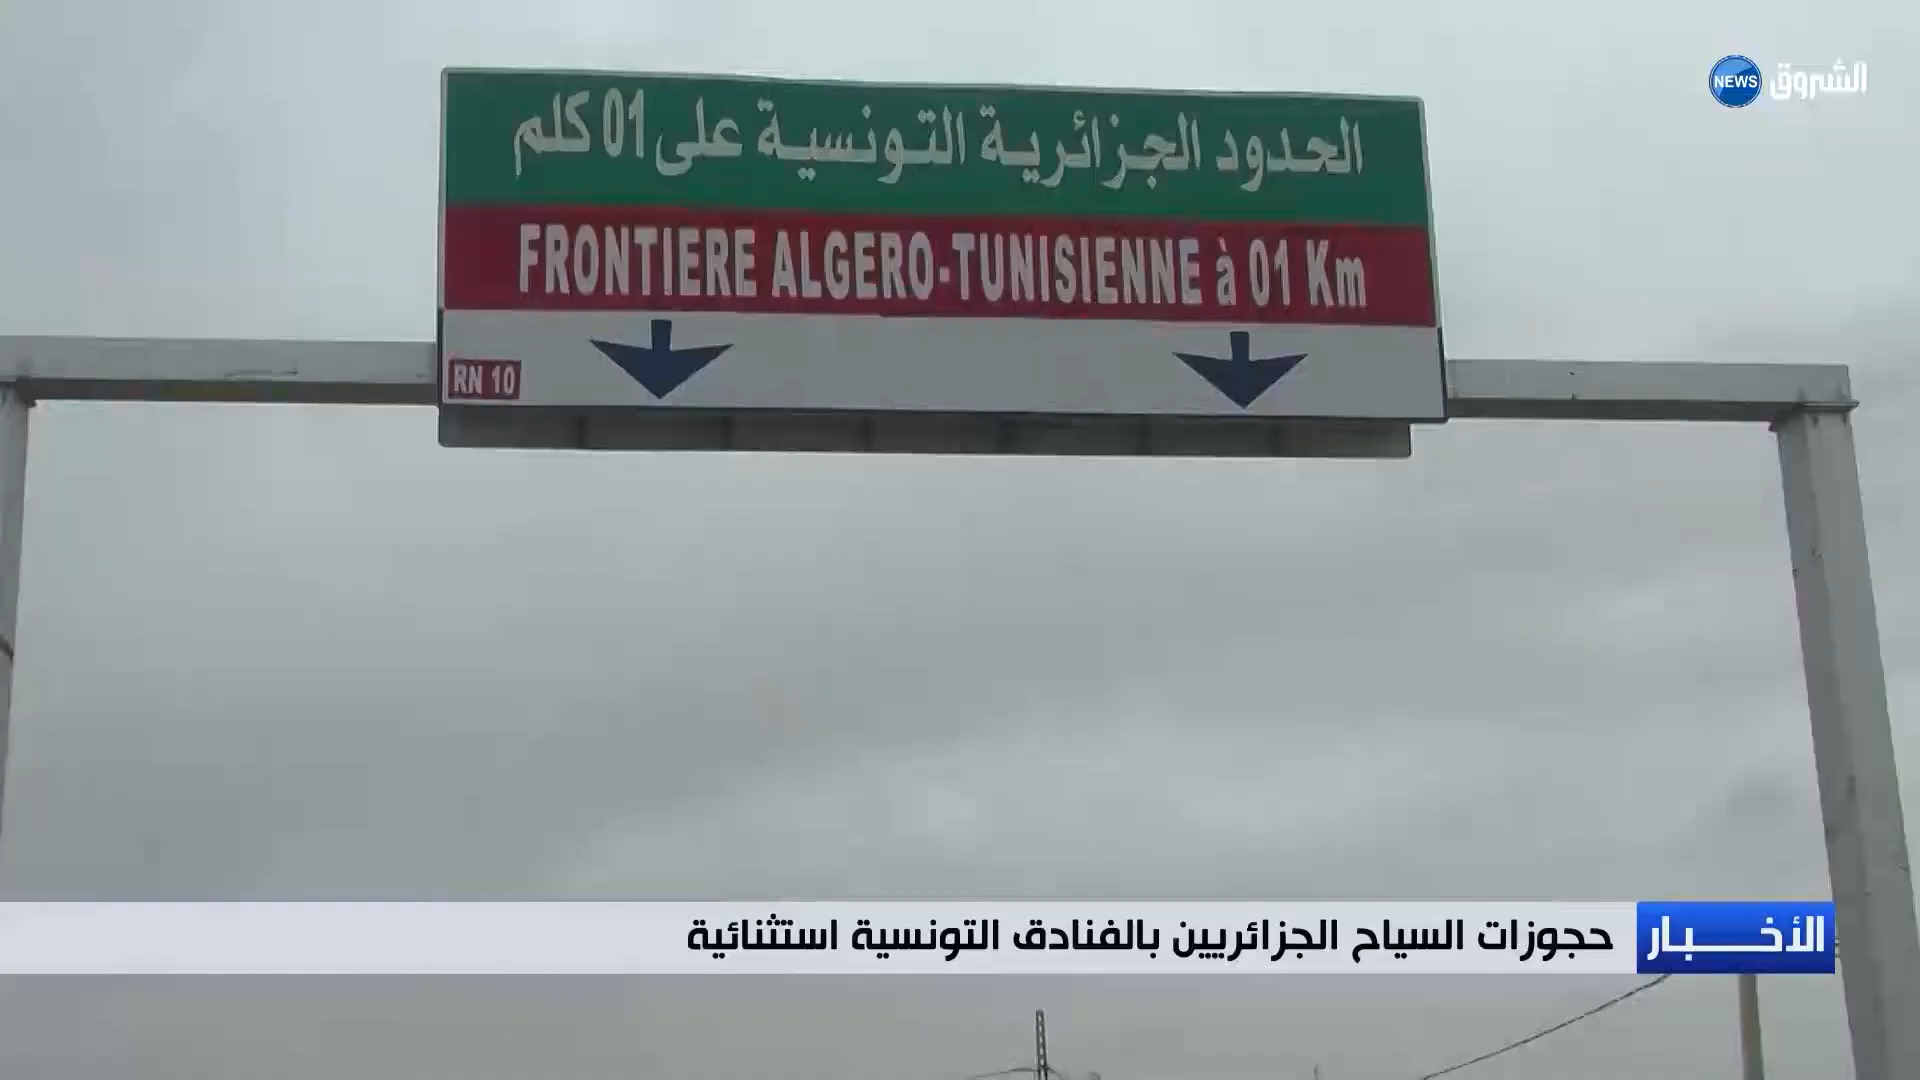 NEWS الشروق
الحدود الجزائرية التونسية على 01 كلم
FRONTIERE ALGERO-TUNISIENNE à 01 Km
RN 10
الأخبار
حجوزات السياح الجزائريين بالفنادق التونسية استثنائية